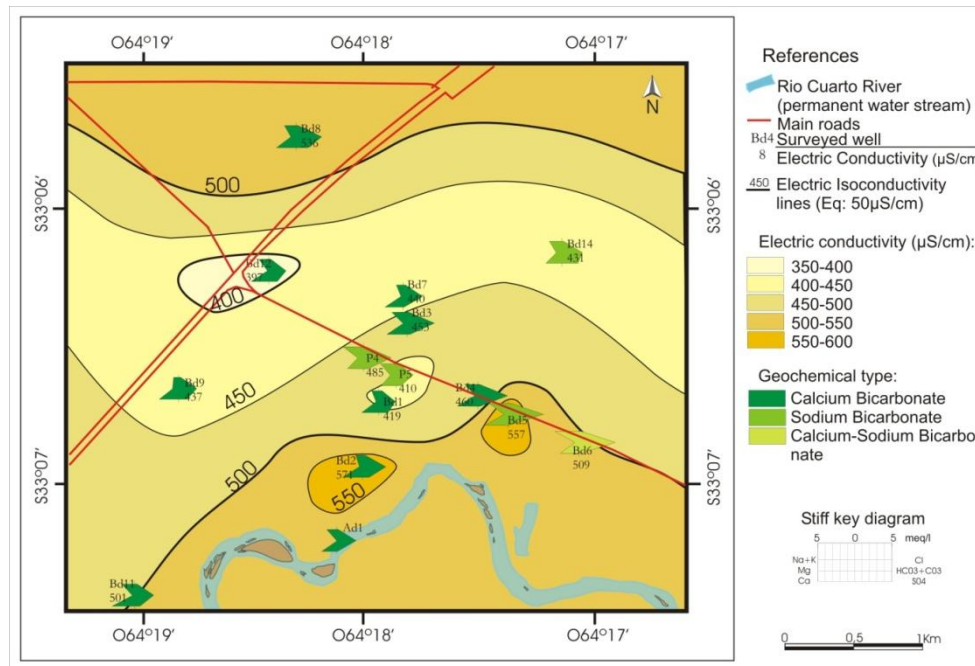 O64°19' O64°18' O64°17'
S33°06' S33°06'
S33°07' S33°07'
O64°19' O64°18' O64°17'
N
Bd8
536
500
Bd14
431
Bd12
397
400
Bd7
440
Bd3
453
P4
485
P5
410
Bd9
437
450
Bd1
419
Bd4
460
Bd5
557
Bd6
509
500
Bd2
571
550
Ad1
Bd11
501
References
Rio Cuarto River
(permanent water stream)
Main roads
Bd4 Surveyed well
8 Electric Conductivity (µS/cm
450 Electric Isoconductivity
lines (Eq: 50µS/cm)
Electric conductivity (µS/cm):
350-400
400-450
450-500
500-550
550-600
Geochemical type:
Calcium Bicarbonate
Sodium Bicarbonate
Calcium-Sodium Bicarbo
nate
Stiff key diagram
5 0 5 meq/l
Na+K Cl
Mg HC03+C03
Ca S04
0 0,5 1Km